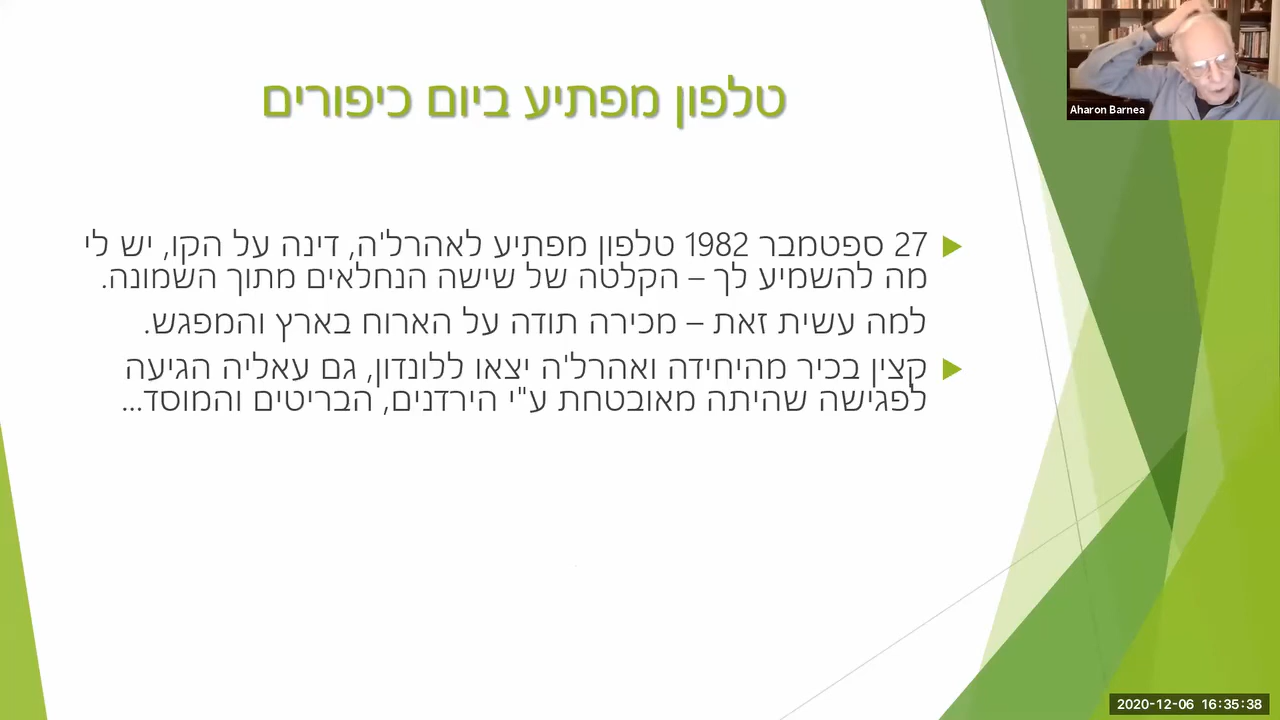 טלפון מפתיע ביום כיפורים
27 ספטמבר 1982 טלפון מפתיע לאהרל'ה, דינה על הקו, יש לי
מה להשמיע לך – הקלטה של שישה הנחלאים מתוך השמונה.
למה עשית זאת – מכירה תודה על הארוח בארץ והמפגש.
קצין בכיר מהיחידה ואהרל'ה יצאו ללונדון, גם עאליה הגיעה
לפגישה שהיתה מאובטחת ע"י הירדנים, הבריטים והמוסד...
Aharon Barnea
2020-12-06 16:35:38